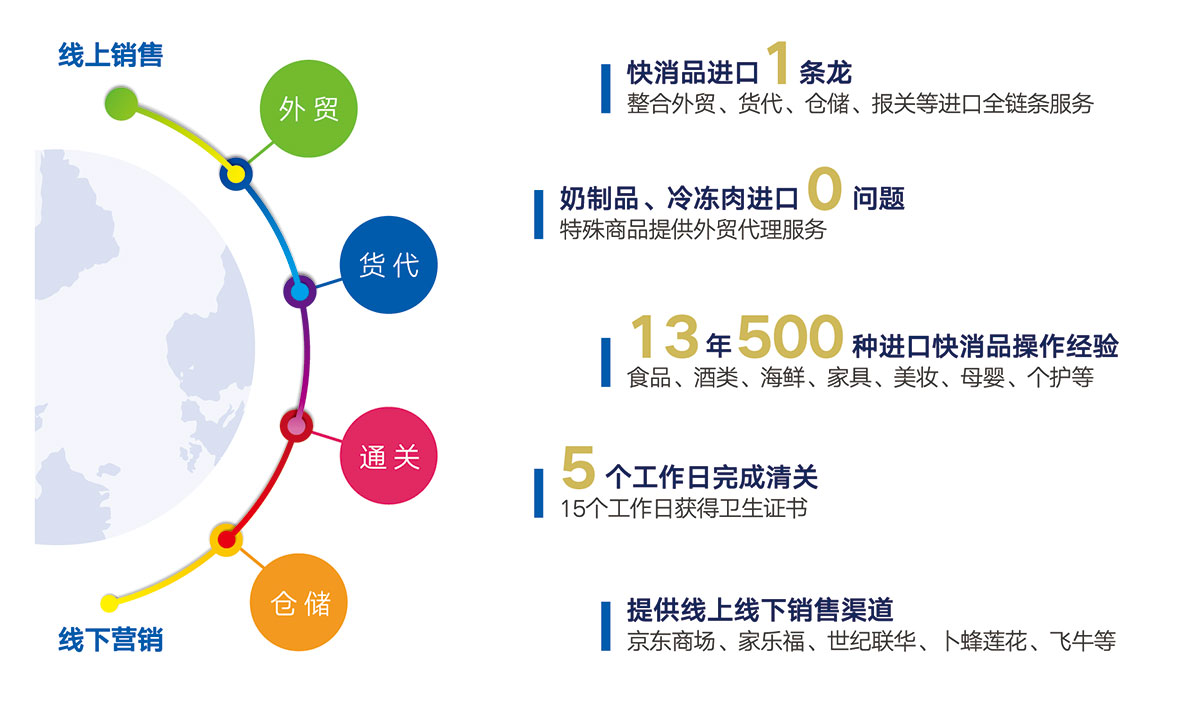 线上销售
外贸
货代
通关
仓储
线下营销
快消品进口1条龙
整合外贸、货代、仓储、报关等进口全链条服务
奶制品、冷冻肉进口0问题
特殊商品提供外贸代理服务
13年500种进口快消品操作经验
食品、酒类、海鲜、家具、美妆、母婴、个护等
5个工作日完成清关
15个工作日获得卫生证书
提供线上线下销售渠道
京东商场、家乐福、世纪联华、卜蜂莲花、飞牛等